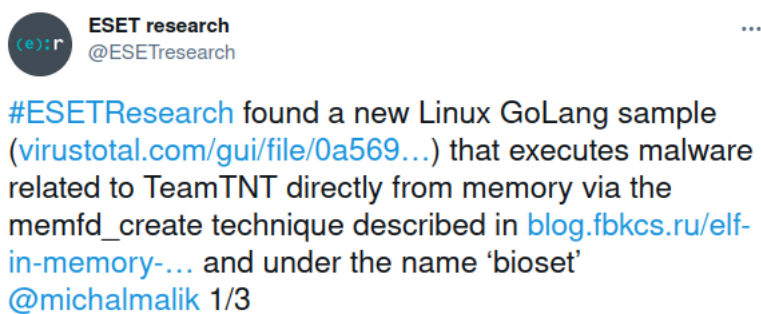 (e):r
ESET research
@ESETresearch
#ESETResearch found a new Linux GoLang sample
(virustotal.com/gui/file/0a569…) that executes malware
related to TeamTNT directly from memory via the
memfd_create technique described in blog.fbkcs.ru/elf-
in-memory-… and under the name ‘bioset’
@michalmalik 1/3